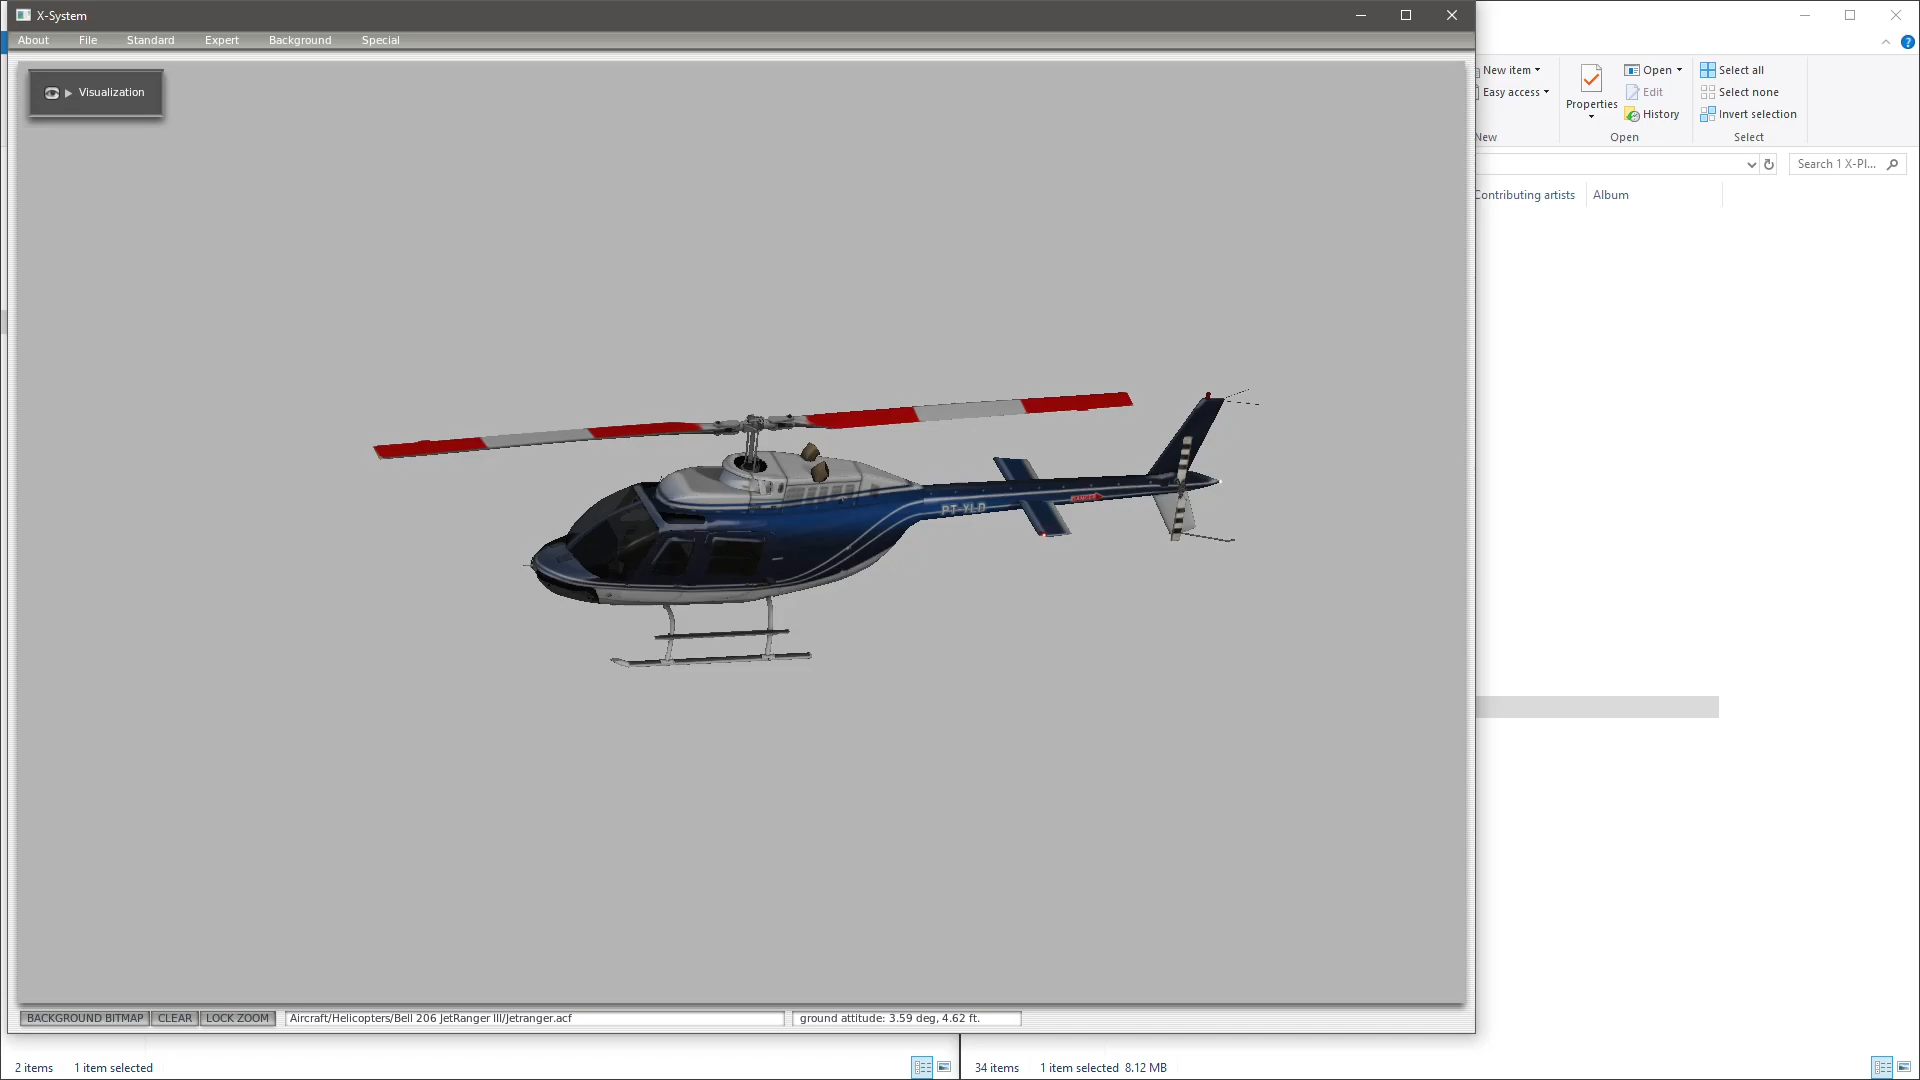 X-System
About File Standard Expert Background Special
Visualization
New item
Easy access
New
Properties
Open
Edit
History
Open
Select all
Select none
Invert selection
Select
Search 1 X-Pl...
Contributing artists
Album
PT-YLD
DANGER
BACKGROUND BITMAP CLEAR LOCK ZOOM Aircraft/Helicopters/Bell 206 JetRanger III/Jetranger.acf ground attitude: 3.59 deg, 4.62 ft.
2 items 1 item selected
34 items 1 item selected 8.12 MB